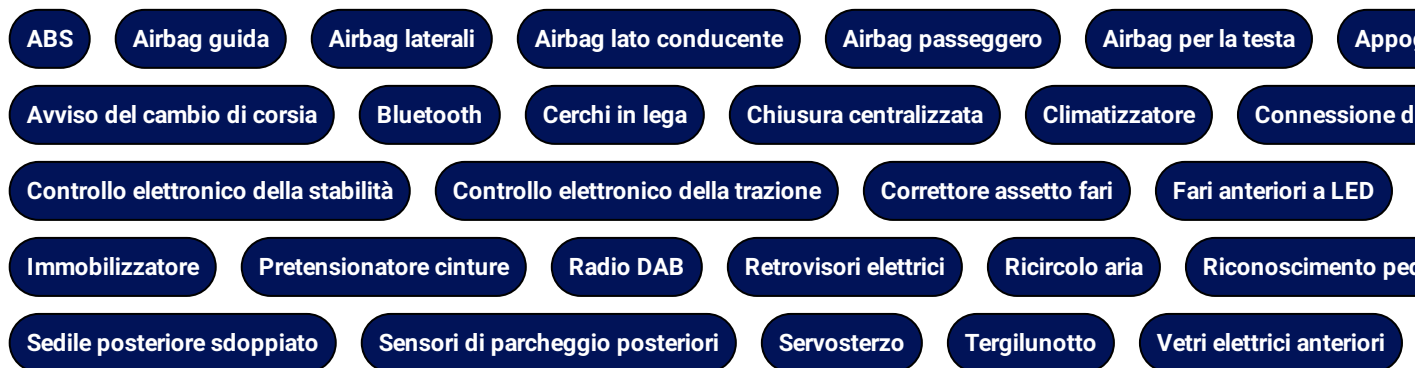 ABS Airbag guida Airbag laterali Airbag lato conducente Airbag passeggero Airbag per la testa
Avviso del cambio di corsia Bluetooth Cerchi in lega Chiusura centralizzata Climatizzatore Connessione
Controllo elettronico della stabilità Controllo elettronico della trazione Correttore assetto fari Fari anteriori a LED
Immobilizzatore Pretensionatore cinture Radio DAB Retrovisori elettrici Ricircolo aria Riconoscimento
Sedile posteriore sdoppiato Sensori di parcheggio posteriori Servosterzo Tergilunotto Vetri elettrici anteriori